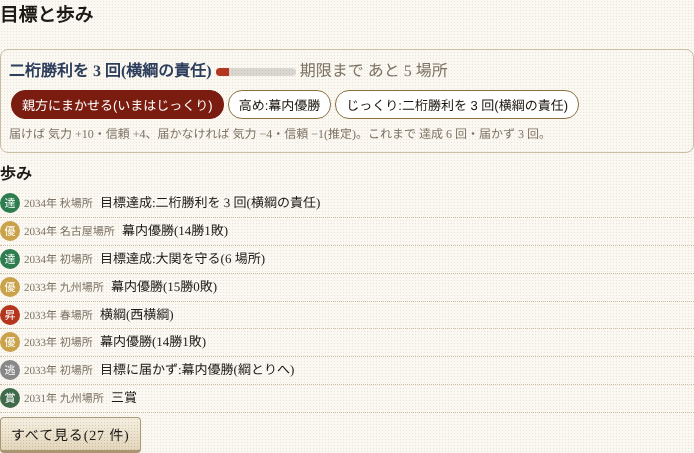 目標と歩み
二桁勝利を 3 回(横綱の責任) 期限まで あと 5 場所
親方にまかせる(いまはじっくり) 高め:幕内優勝 じっくり:二桁勝利を 3 回(横綱の責任)
届けば 気力 +10・信頼 +4、届かなければ 気力 −4・信頼 −1(推定)。これまで 達成 6 回・届かず 3 回。
歩み
達 2034年 秋場所 目標達成:二桁勝利を 3 回(横綱の責任)
優 2034年 名古屋場所 幕内優勝(14勝1敗)
達 2034年 初場所 目標達成:大関を守る(6 場所)
優 2033年 九州場所 幕内優勝(15勝0敗)
昇 2033年 春場所 横綱(西横綱)
優 2033年 初場所 幕内優勝(14勝1敗)
逃 2033年 初場所 目標に届かず:幕内優勝(綱とりへ)
賞 2031年 九州場所 三賞
すべて見る(27 件)